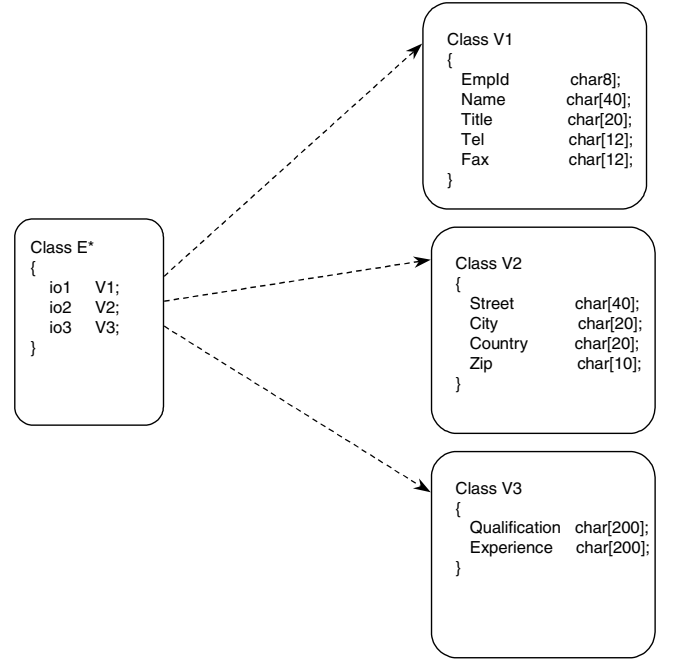 Class V1
{
EmpId char8];
Name char[40];
Title char[20];
Tel char[12];
Fax char[12];
}
Class E*
{
io1 V1;
io2 V2;
io3 V3;
}
Class V2
{
Street char[40];
City char[20];
Country char[20];
Zip char[10];
}
Class V3
{
Qualification char[200];
Experience char[200];
}